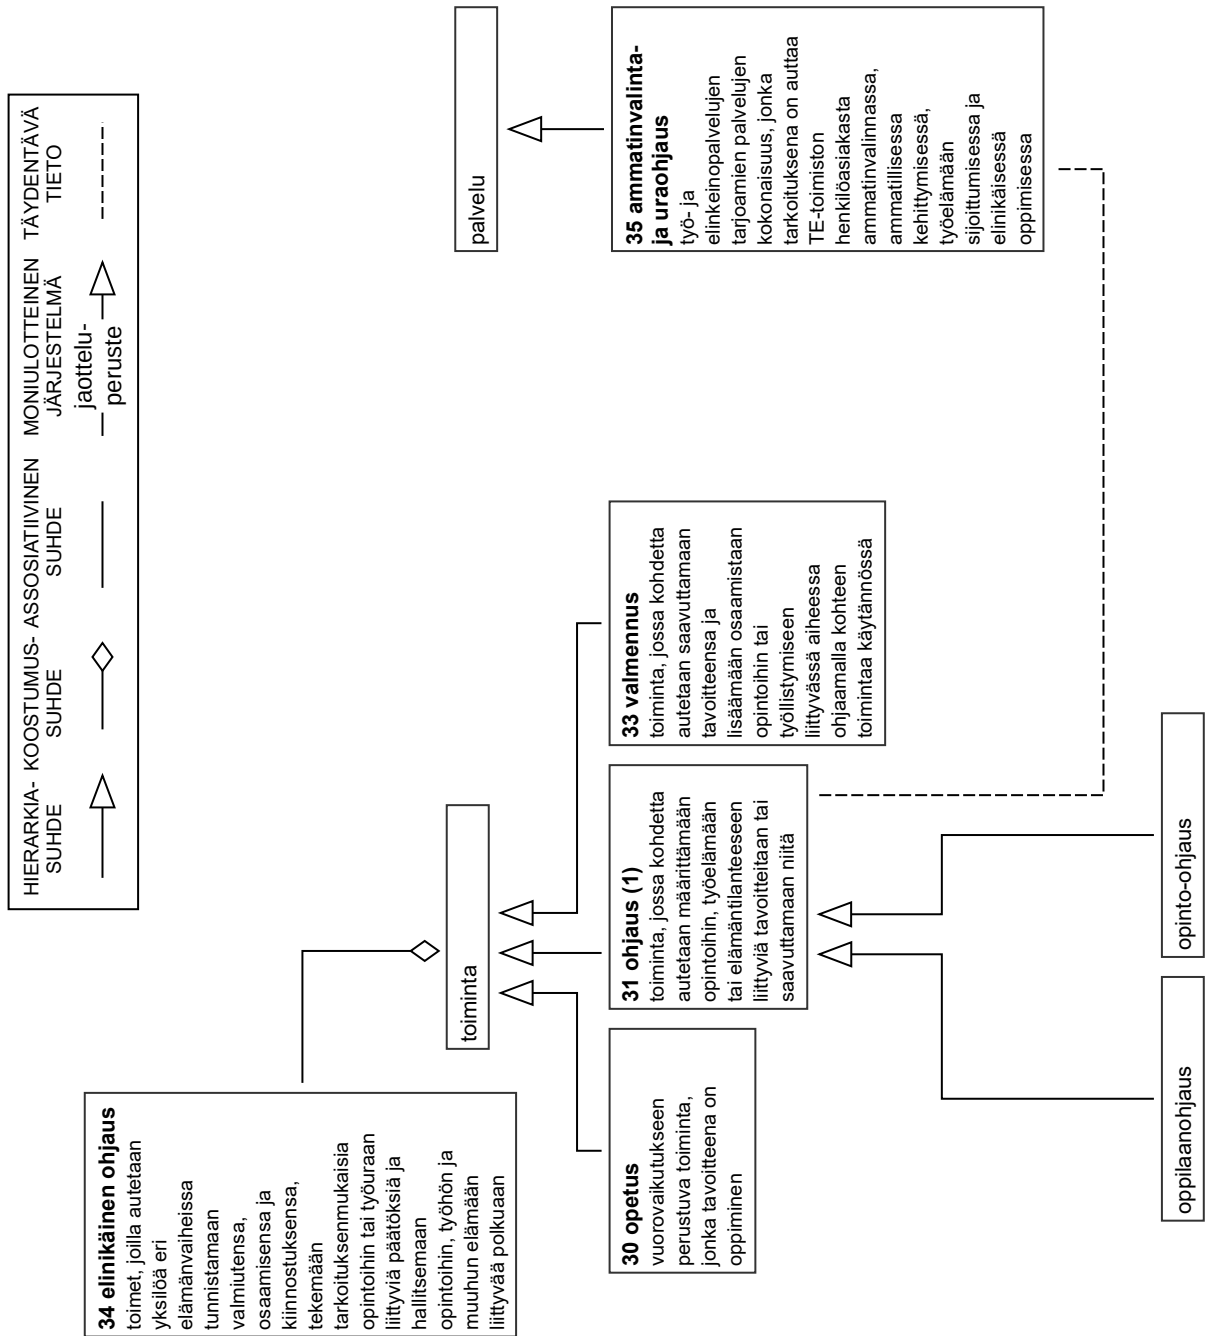 HIERARKIA-
SUHDE
KOOSTUMUS-
SUHDE
ASSOSIATIIVINEN
SUHDE
MONIULOTTEINEN
JÄRJESTELMÄ
jaottelu-
peruste
TÄYDENTÄVÄ
TIETO
34 elinikäinen ohjaus
toimet, joilla autetaan
yksilöä eri
elämänvaiheissa
tunnistamaan
valmiutensa,
osaamisensa ja
kiinnostuksensa,
tekemään
tarkoituksenmukaisia
opintoihin tai työuraan
liittyviä päätöksiä ja
hallitsemaan
opintoihin, työhön ja
muuhun elämään
liittyvää polkuaan
toiminta
palvelu
30 opetus
vuorovaikutukseen
perustuva toiminta,
jonka tavoitteena on
oppiminen
31 ohjaus (1)
toiminta, jossa kohdetta
autetaan määrittämään
opintoihin, työelämään
tai elämäntilanteeseen
liittyviä tavoitteitaan tai
saavuttamaan niitä
33 valmennus
toiminta, jossa kohdetta
autetaan saavuttamaan
tavoitteensa ja
lisäämään osaamistaan
opintoihin tai
työllistymiseen
liittyvässä aiheessa
ohjaamalla kohteen
toimintaa käytännössä
35 ammatinvalinta-
ja uraohjaus
työ- ja
elinkeinopalvelujen
tarjoamien palvelujen
kokonaisuus, jonka
tarkoituksena on auttaa
TE-toimiston
henkilöasiakasta
ammatinvalinnassa,
ammatillisessa
kehittymisessä,
työelämään
sijoittumisessa ja
elinikäisessä
oppimisessa
oppilaanohjaus
opinto-ohjaus